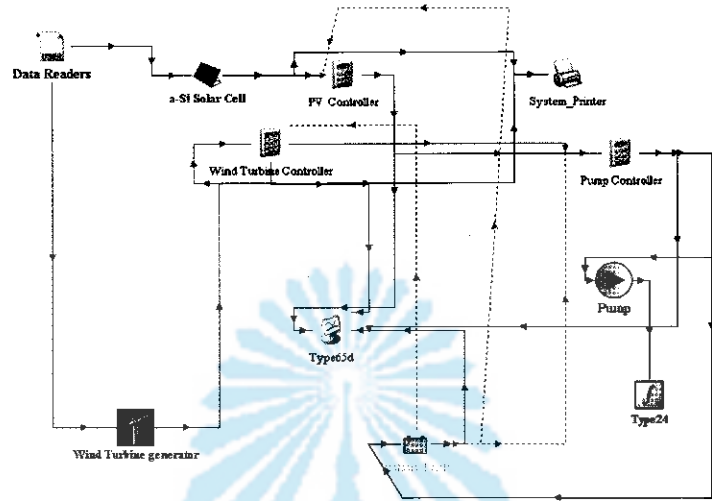 Data Readers
a-Si Solar Cell
PV Controller
System_Printer
Wind Turbine Controller
Pump Controller
Pump
Type65d
Type24
Wind Turbine generator